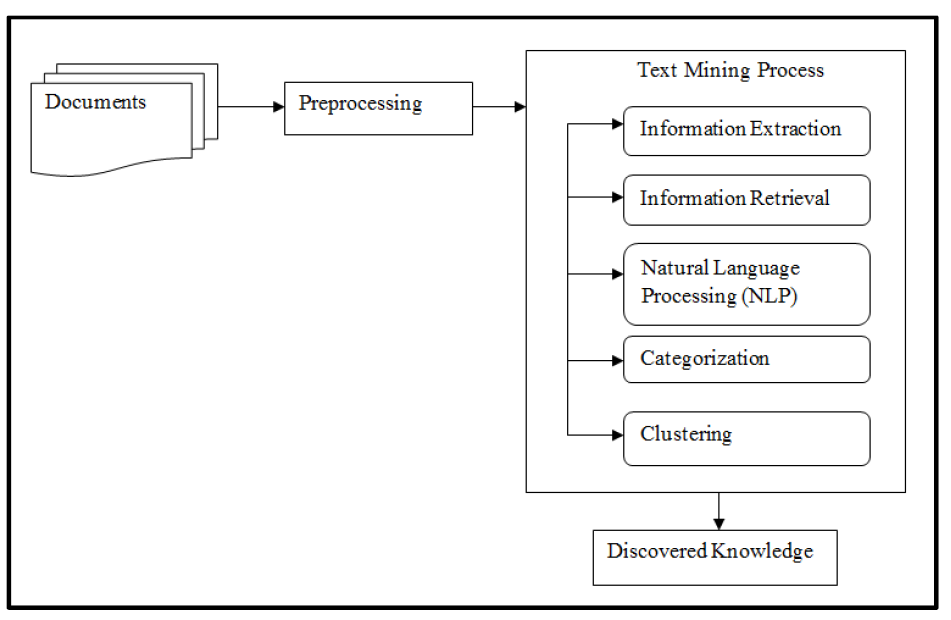 Documents
Preprocessing
Text Mining Process
Information Extraction
Information Retrieval
Natural Language
Processing (NLP)
Categorization
Clustering
Discovered Knowledge